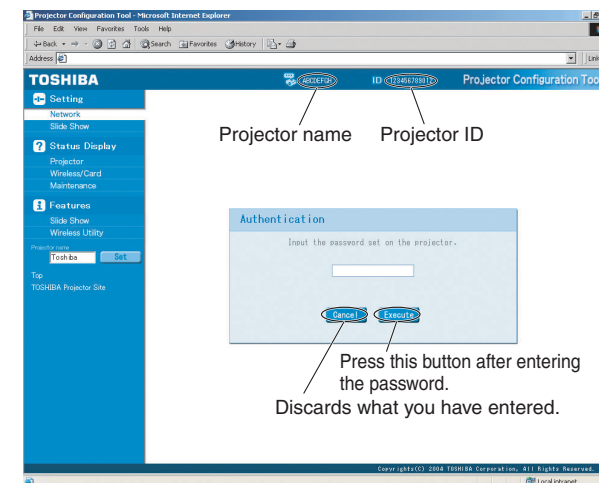 Projector Configuration Tool - Microsoft Internet Explorer
File Edit View Favorites Tools Help
Back Search Favorites History
Address Link
TOSHIBA ABCDEFGH ID Projector Configuration Too
Setting
Network
Slide Show
Status Display
Projector
Wireless/Card
Maintenance
Features
Slide Show
Wireless Utility
Projector name
Toshiba Set
Top
TOSHIBA Projector Site
Projector name Projector ID
Authentication
Input the password set on the projector.
Cancel Execute
Press this button after entering
the password.
Discards what you have entered.
Copyrights(C) 2004 TOSHIBA Corporation, All Rights Reserved.
Local intranet